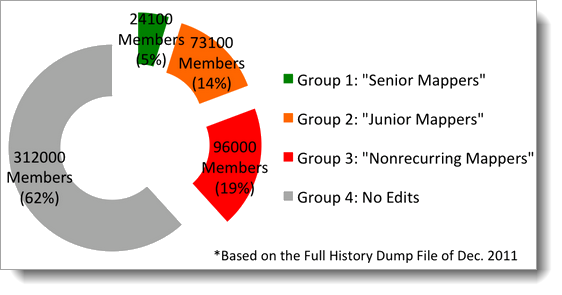 24100
Members
(5%)
73100
Members
(14%)
96000
Members
(19%)
312000
Members
(62%)
Group 1: "Senior Mappers"
Group 2: "Junior Mappers"
Group 3: "Nonrecurring Mappers"
Group 4: No Edits
*Based on the Full History Dump File of Dec. 2011